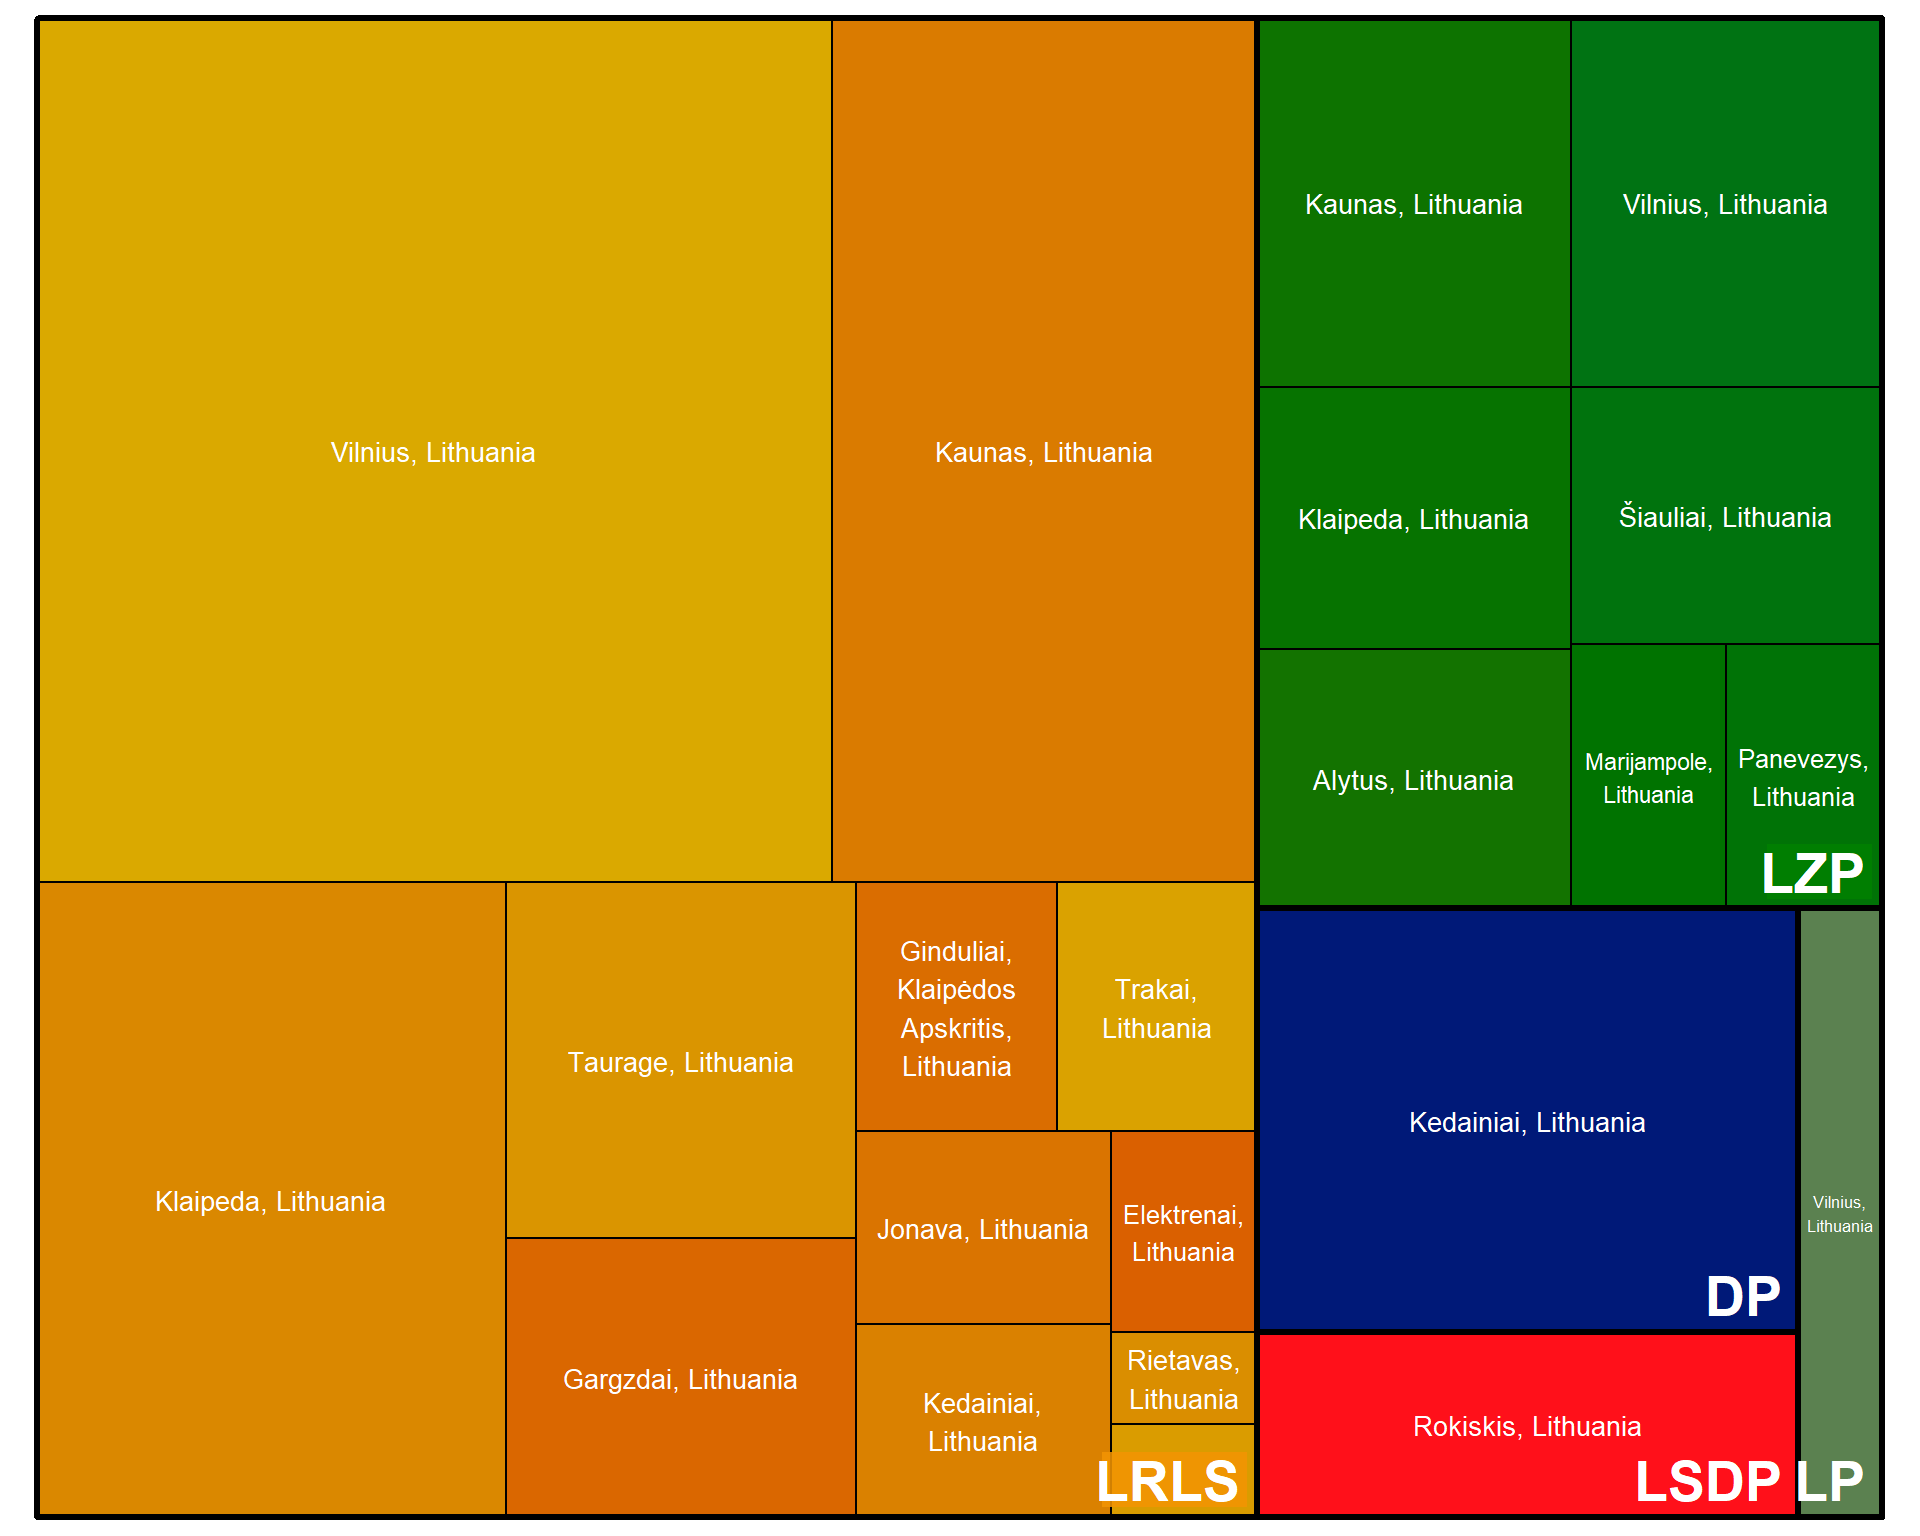 Vilnius, Lithuania
Kaunas, Lithuania
Klaipeda, Lithuania
Taurage, Lithuania
Gargzdai, Lithuania
Ginduliai,
Klaipėdos
Apskritis,
Lithuania
Trakai,
Lithuania
Jonava, Lithuania
Elektrenai,
Lithuania
Kedainiai,
Lithuania
Rietavas,
Lithuania
LRLS
Kaunas, Lithuania
Vilnius, Lithuania
Klaipeda, Lithuania
Šiauliai, Lithuania
Alytus, Lithuania
Marijampole,
Lithuania
Panevezys,
Lithuania
LZP
Kedainiai, Lithuania
DP
Rokiskis, Lithuania
LSDP
Vilnius,
Lithuania
LP